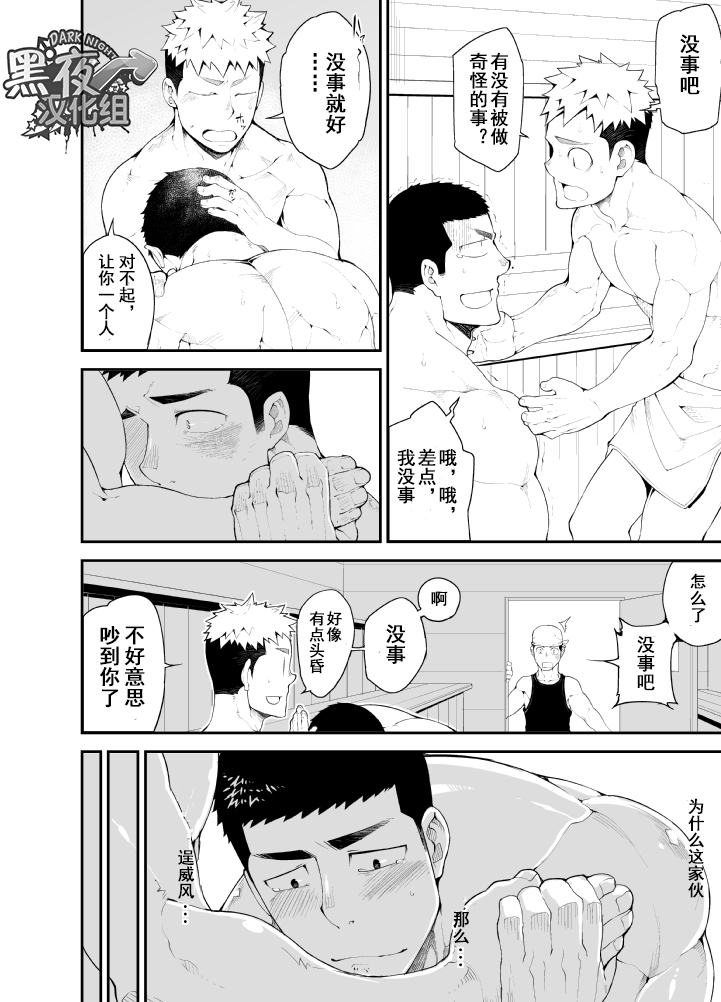 没事吧
有没有被做
奇怪的事？
哦，哦，
差点，
我没事
没事就好
……
DARK NIGHT
黑夜
汉化组
对不起，
让你一个人
怎么了
没事吧
啊
没事
好像
有点头昏
不好意思
吵到你了
为什么这家伙
那么…
逞威风…